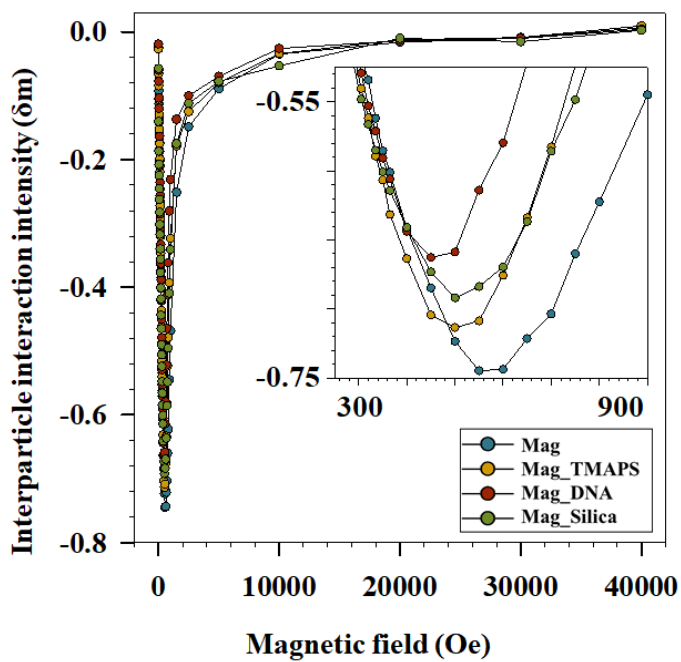 Interparticle interaction intensity (δm)
0.0
-0.2
-0.4
-0.6
-0.8
-0.55
-0.75
300
900
Mag
Mag_TMAPS
Mag_DNA
Mag_Silica
0
10000
20000
30000
40000
Magnetic field (Oe)